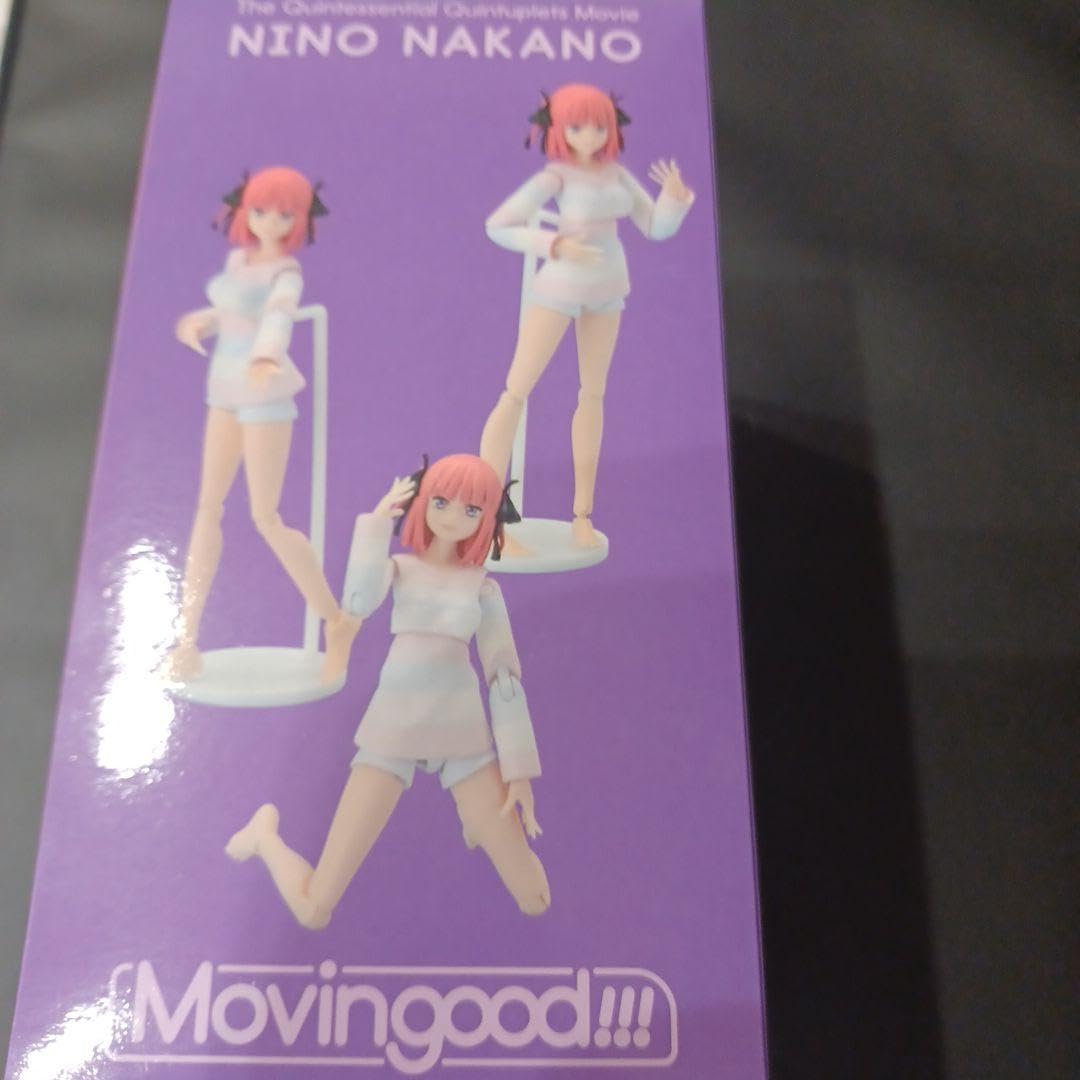 The Quintessential Quintuplets Movie
NINO NAKANO
Movingood!!!